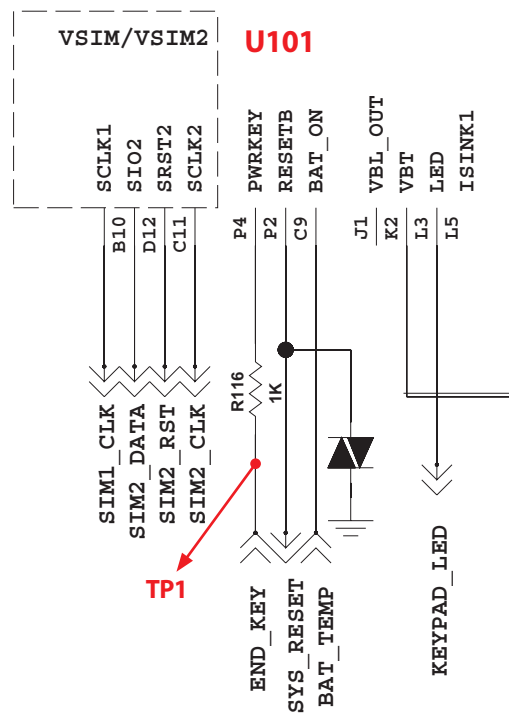 VSIM/VSIM2
U101
SCLK1
SIO2
SRST2
SCLK2
PWRKEY
RESETB
BAT_ON
VBL_OUT
VBT
LED
ISINK1
B10
D12
C11
P4
P2
C9
J1
K2
L3
L5
R116
1K
SIM1_CLK
SIM2_DATA
SIM2_RST
SIM2_CLK
TP1
END_KEY
SYS_RESET
BAT_TEMP
KEYPAD_LED